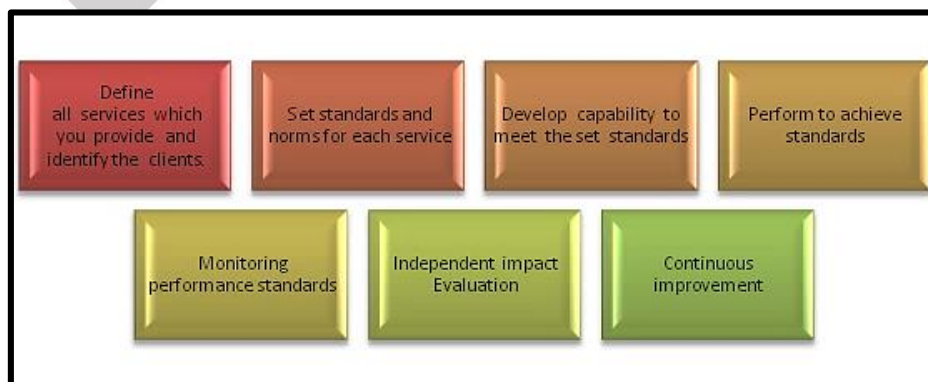 Define
all services which
you provide and
identify the clients.
Set standards and
norms for each service
Develop capability to
meet the set standards
Perform to achieve
standards
Monitoring
performance standards
Independent impact
Evaluation
Continuous
improvement